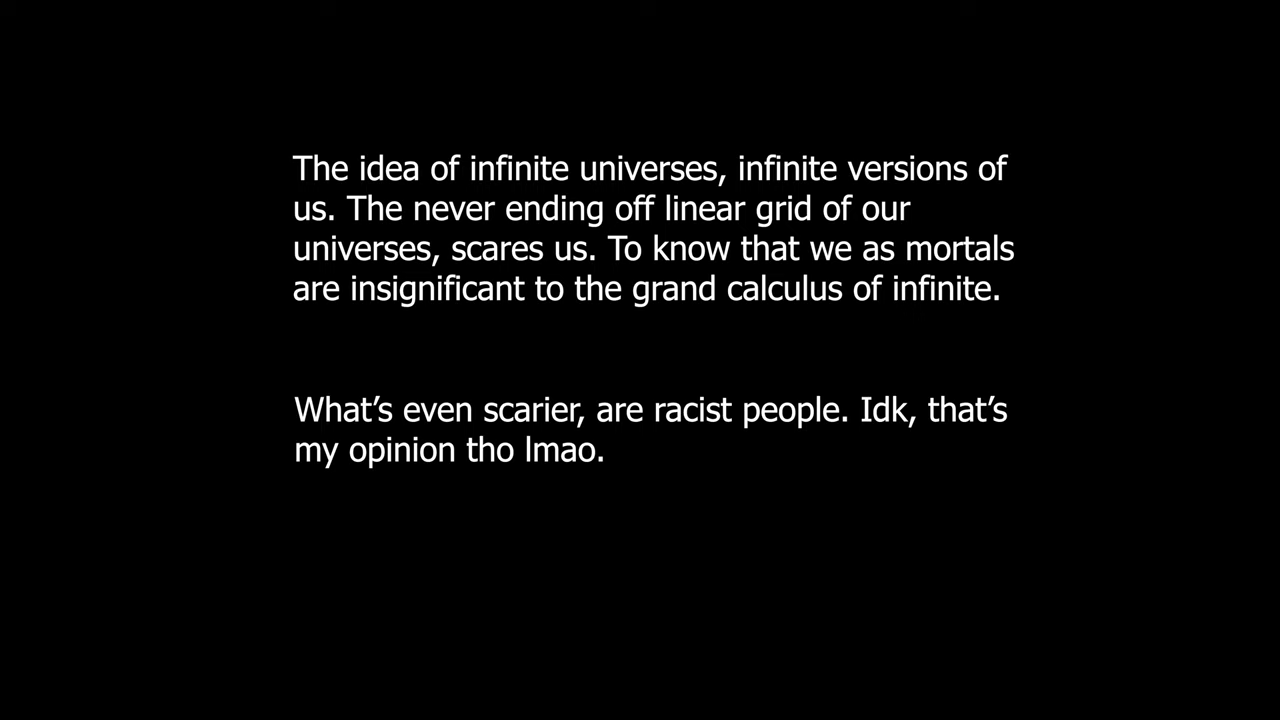 The idea of infinite universes, infinite versions of
us. The never ending off linear grid of our
universes, scares us. To know that we as mortals
are insignificant to the grand calculus of infinite.
What’s even scarier, are racist people. Idk, that’s
my opinion tho lmao.